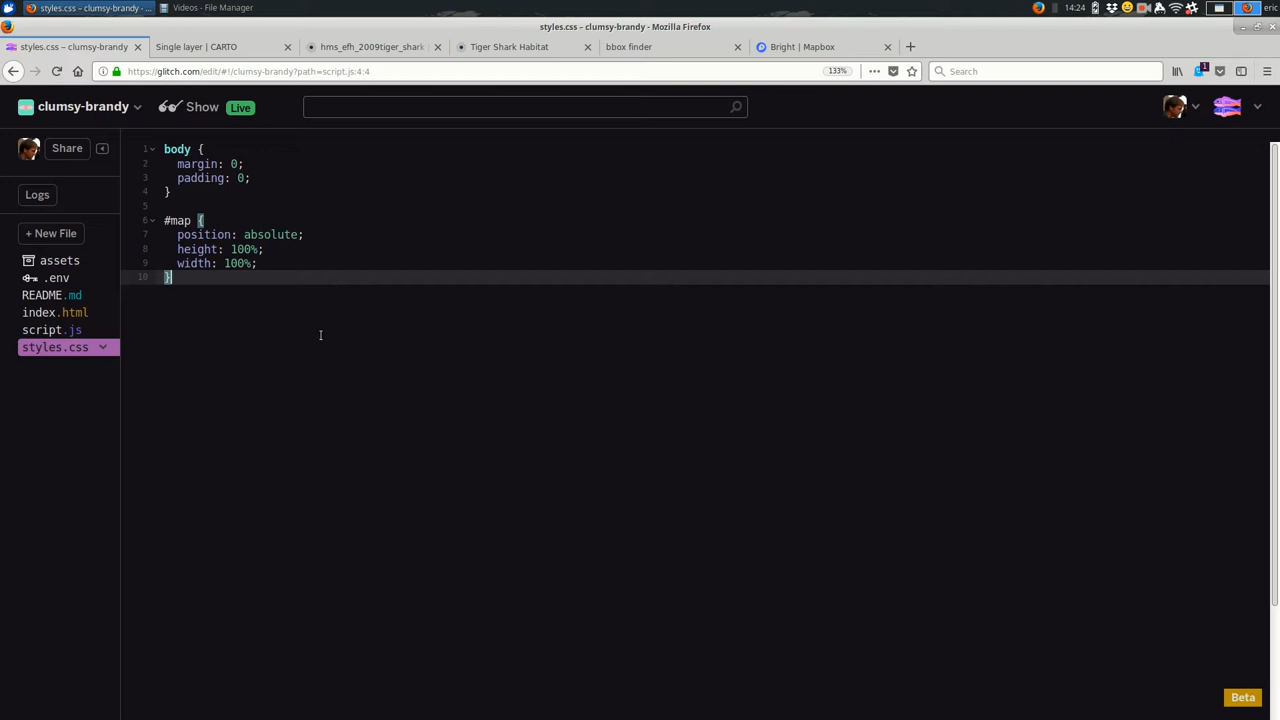 styles.css – clumsy-brandy - ...
Videos - File Manager
14:24
eric
styles.css – clumsy-brandy - Mozilla Firefox
styles.css – clumsy-brandy
Single layer | CARTO
hms_efh_2009tiger_shark
Tiger Shark Habitat
bbox finder
Bright | Mapbox
https://glitch.com/edit/#!/clumsy-brandy?path=script.js:4:4
133%
Search
1
clumsy-brandy
Show
Live
Share
Logs
+ New File
assets
.env
README.md
index.html
script.js
styles.css
1 body {
2 margin: 0;
3 padding: 0;
4 }
5
6 #map {
7 position: absolute;
8 height: 100%;
9 width: 100%;
10 }
Beta